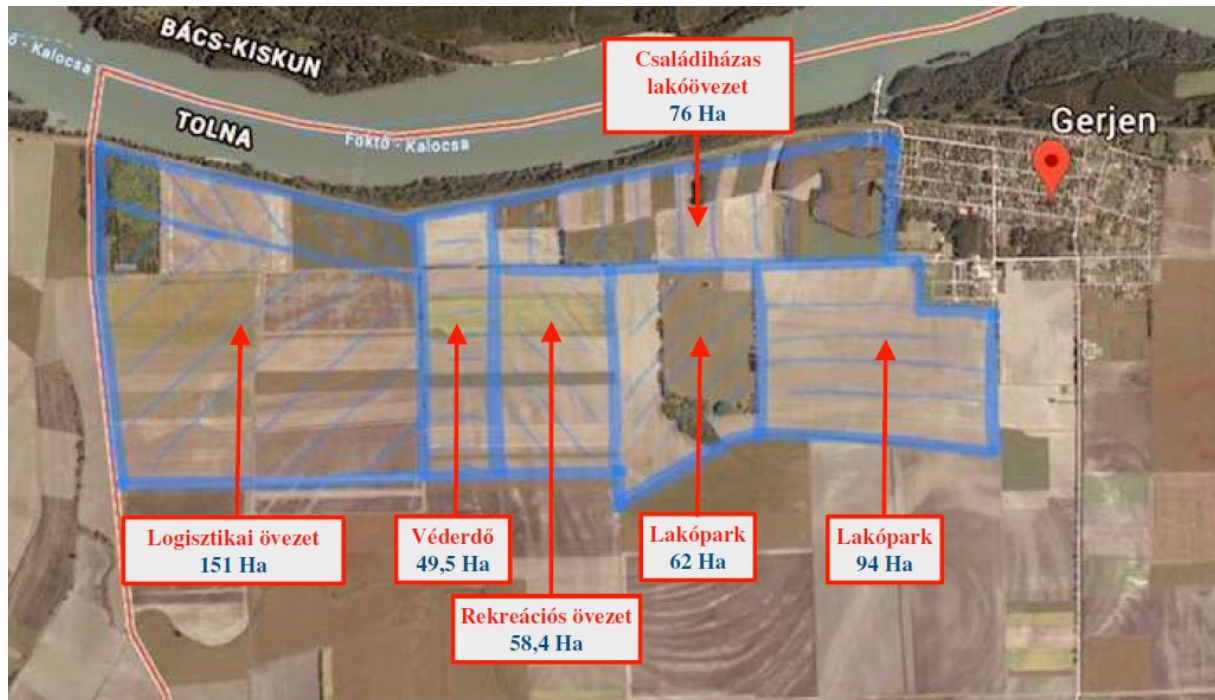 BÁCS-KISKUN
Kalocsa
TOLNA
Foktő - Kalocsa
Családiházas
lakóövezet
76 Ha
Gerjen
Logisztikai övezet
151 Ha
Véderdő
49,5 Ha
Rekreációs övezet
58,4 Ha
Lakópark
62 Ha
Lakópark
94 Ha